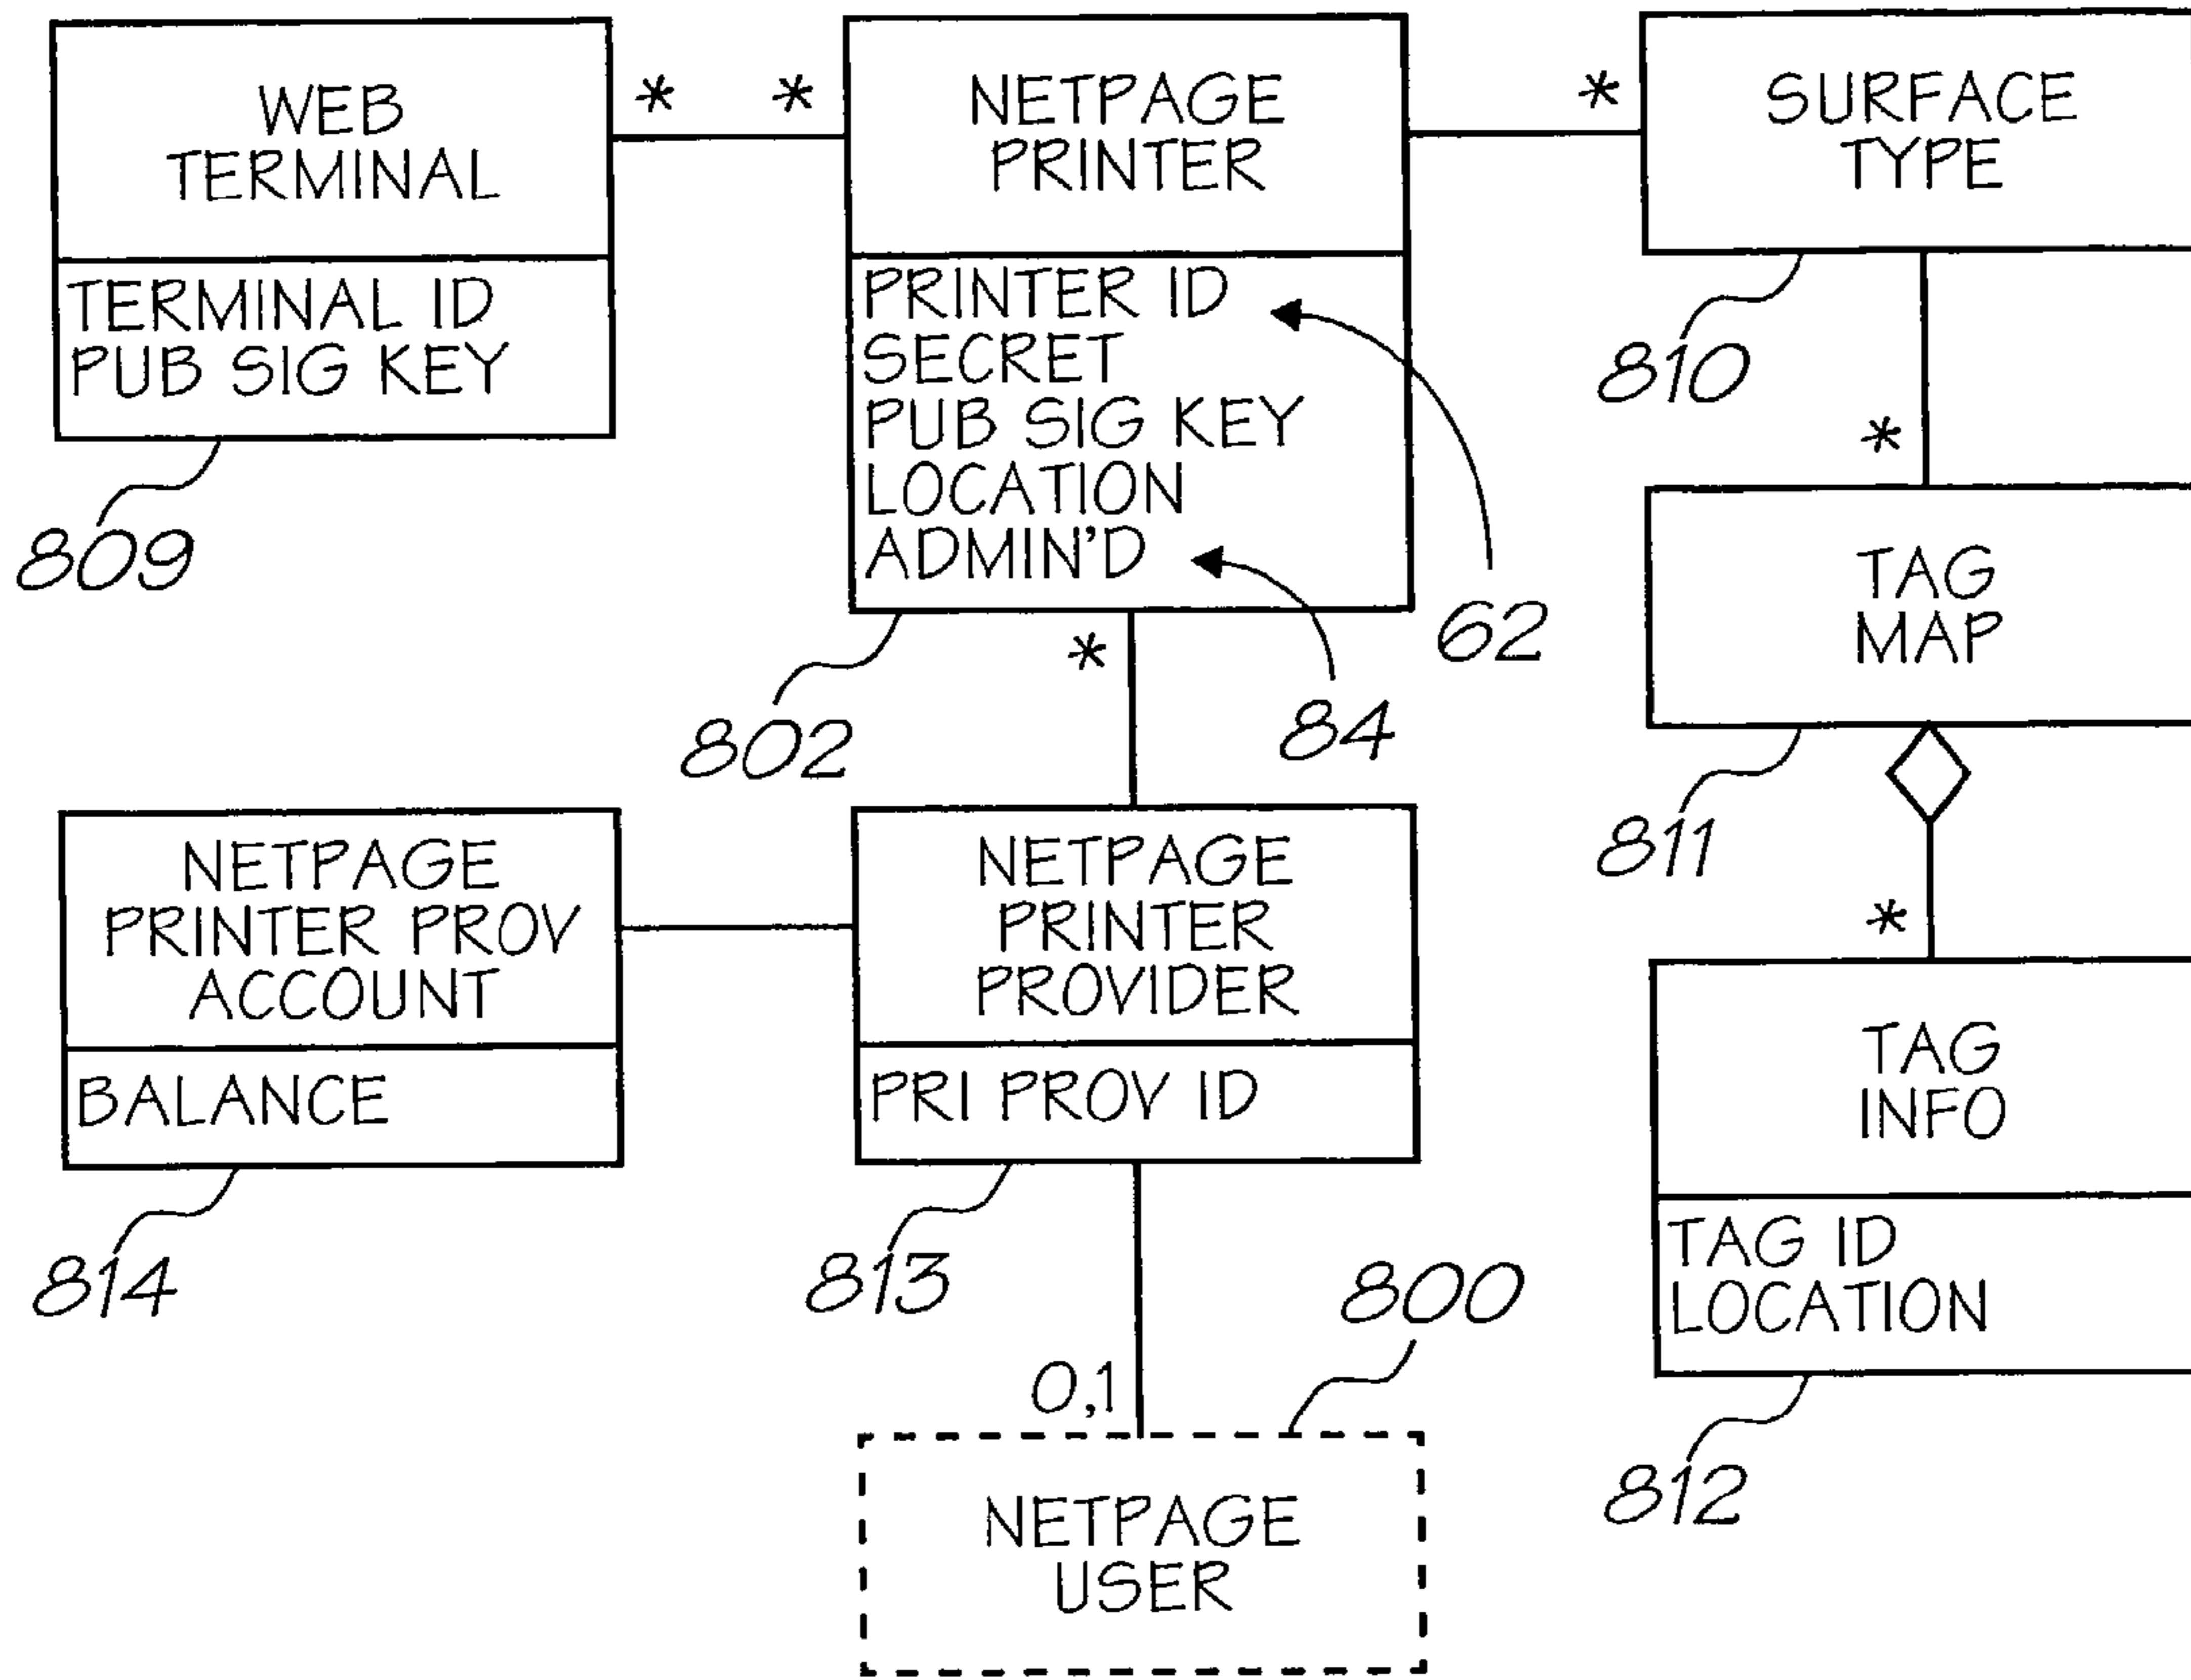 WEB
TERMINAL
TERMINAL ID
PUB SIG KEY
809
*
*
NETPAGE
PRINTER
PRINTER ID
SECRET
PUB SIG KEY
LOCATION
ADMIN'D
62
84
802
*
*
SURFACE
TYPE
810
*
TAG
MAP
811
*
TAG
INFO
TAG ID
LOCATION
812
NETPAGE
PRINTER PROV
ACCOUNT
BALANCE
814
NETPAGE
PRINTER
PROVIDER
PRI PROV ID
813
800
0,1
NETPAGE
USER